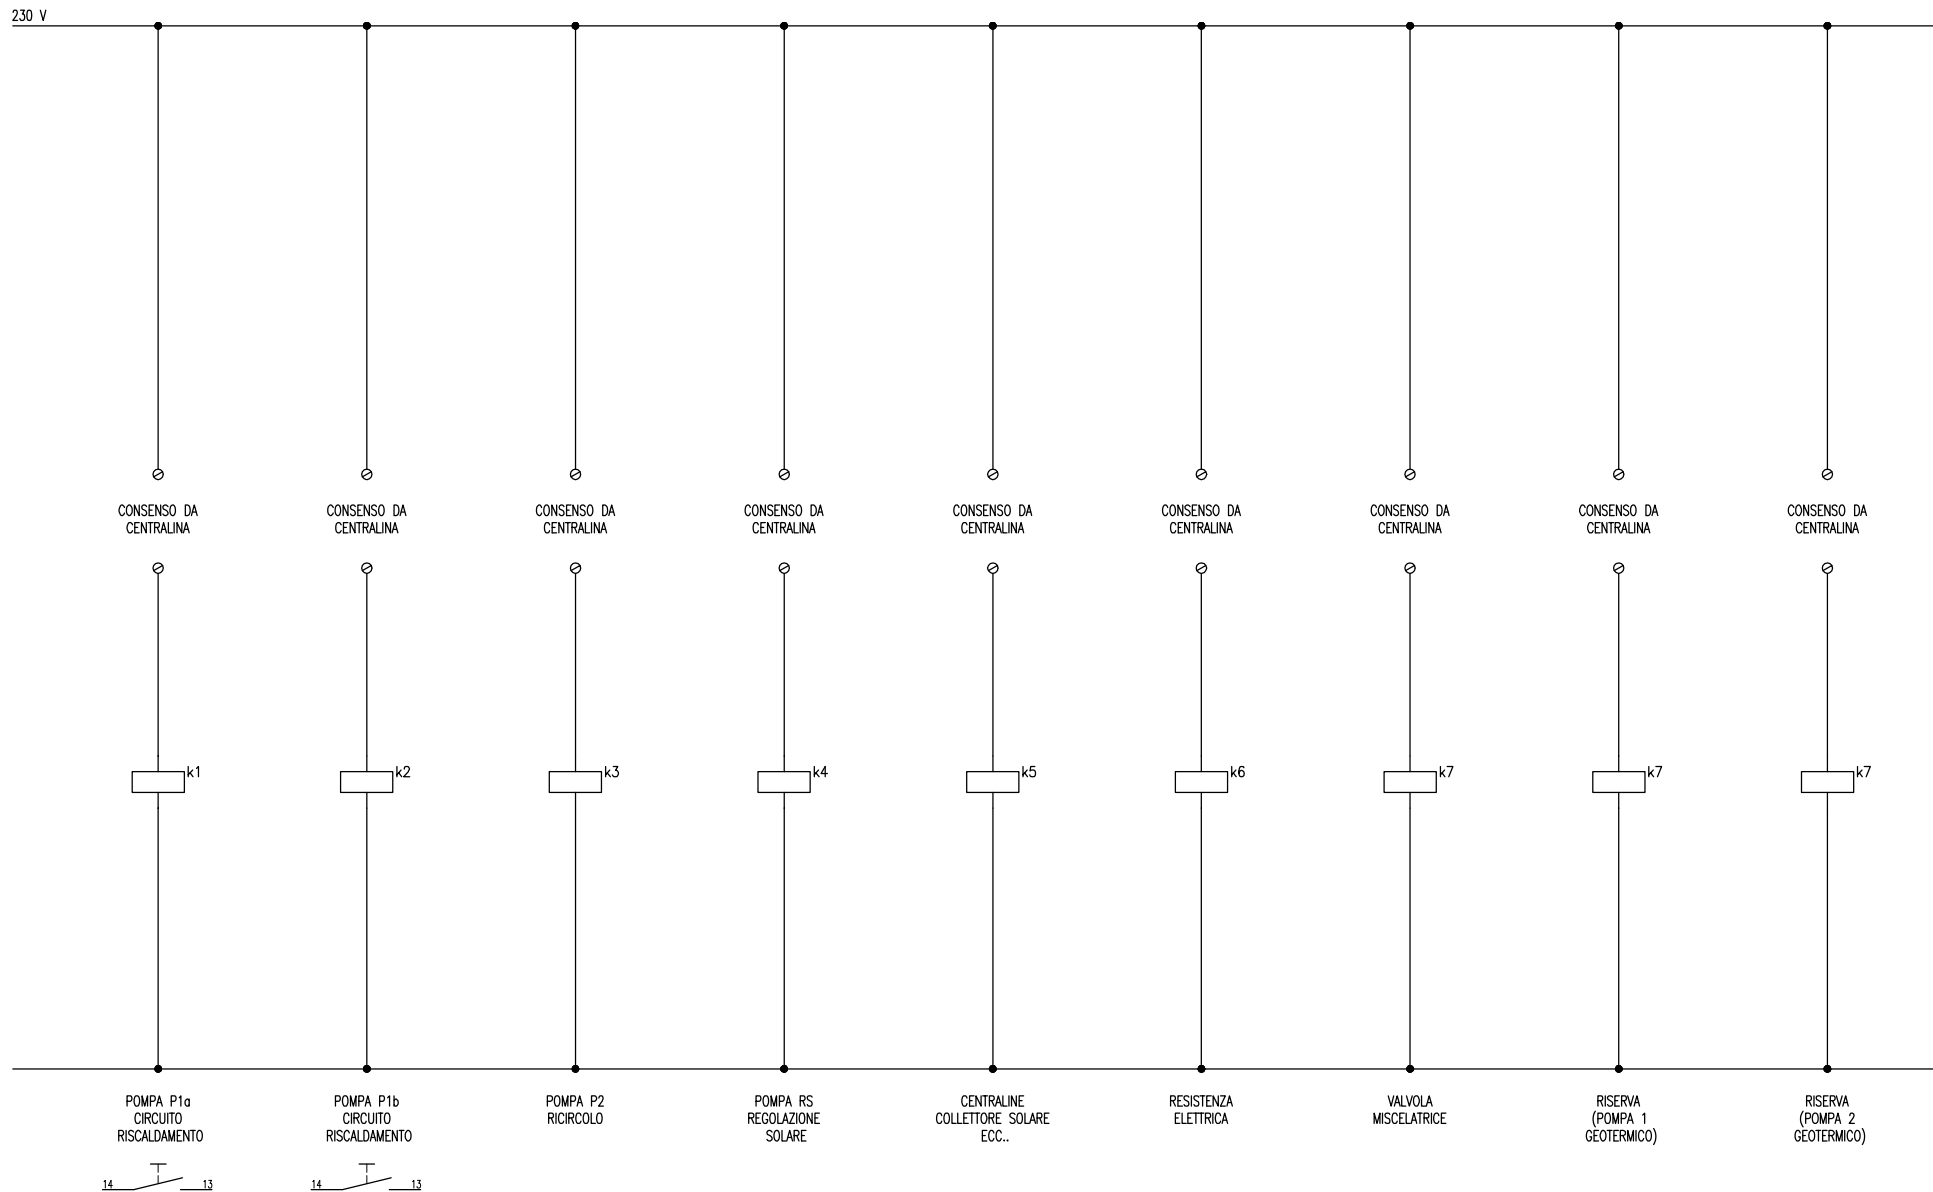 230 V
CONSENSO DA
CENTRALINA
CONSENSO DA
CENTRALINA
CONSENSO DA
CENTRALINA
CONSENSO DA
CENTRALINA
CONSENSO DA
CENTRALINA
CONSENSO DA
CENTRALINA
CONSENSO DA
CENTRALINA
CONSENSO DA
CENTRALINA
CONSENSO DA
CENTRALINA
k1
k2
k3
k4
k5
k6
k7
k7
k7
POMPA P1a
CIRCUITO
RISCALDAMENTO
POMPA P1b
CIRCUITO
RISCALDAMENTO
POMPA P2
RICIRCOLO
POMPA RS
REGOLAZIONE
SOLARE
CENTRALINE
COLLETTORE SOLARE
ECC..
RESISTENZA
ELETTRICA
VALVOLA
MISCELATRICE
RISERVA
(POMPA 1
GEOTERMICO)
RISERVA
(POMPA 2
GEOTERMICO)
14 13
14 13